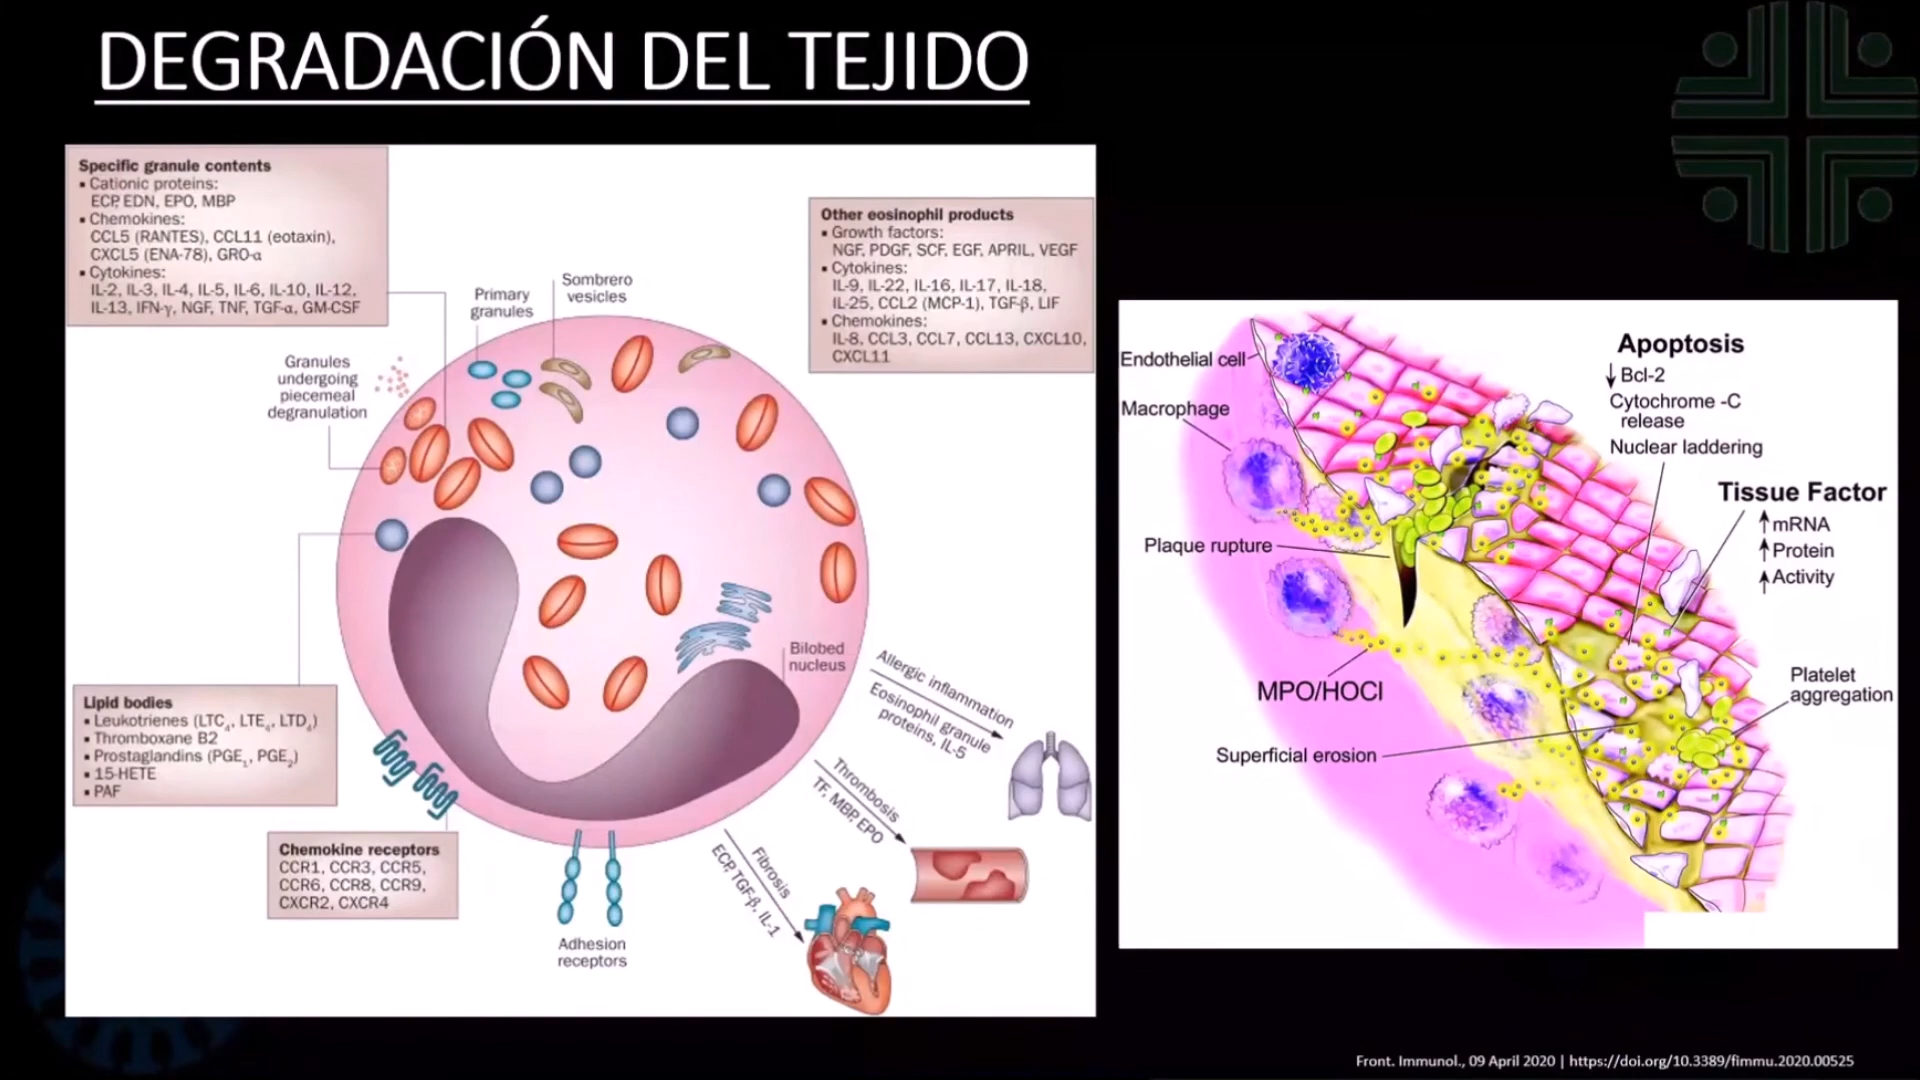 DEGRADACIÓN DEL TEJIDO
Specific granule contents
▪ Cationic proteins:
ECP, EDN, EPO, MBP
▪ Chemokines:
CCL5 (RANTES), CCL11 (eotaxin),
CXCL5 (ENA-78), GRO-α
▪ Cytokines:
IL-2, IL-3, IL-4, IL-5, IL-6, IL-10, IL-12,
IL-13, IFN-γ, NGF, TNF, TGF-α, GM-CSF
Other eosinophil products
▪ Growth factors:
NGF, PDGF, SCF, EGF, APRIL, VEGF
▪ Cytokines:
IL-9, IL-22, IL-16, IL-17, IL-18,
IL-25, CCL2 (MCP-1), TGF-β, LIF
▪ Chemokines:
IL-8, CCL3, CCL7, CCL13, CXCL10,
CXCL11
Primary
granules
Sombrero
vesicles
Granules
undergoing
piecemeal
degranulation
Bilobed
nucleus
Lipid bodies
▪ Leukotrienes (LTC4, LTE4, LTD4)
▪ Thromboxane B2
▪ Prostaglandins (PGE1, PGE2)
▪ 15-HETE
▪ PAF
Chemokine receptors
CCR1, CCR3, CCR5,
CCR6, CCR8, CCR9,
CXCR2, CXCR4
Adhesion
receptors
Allergic inflammation
Eosinophil granule
proteins, IL-5
Thrombosis
TF, MBP, EPO
Fibrosis
ECP, TGF-β, IL-1
Endothelial cell
Macrophage
Plaque rupture
MPO/HOCl
Superficial erosion
Apoptosis
↓ Bcl-2
Cytochrome -C
release
Nuclear laddering
Tissue Factor
↑ mRNA
↑ Protein
↑ Activity
Platelet
aggregation
Front. Immunol., 09 April 2020 | https://doi.org/10.3389/fimmu.2020.00525